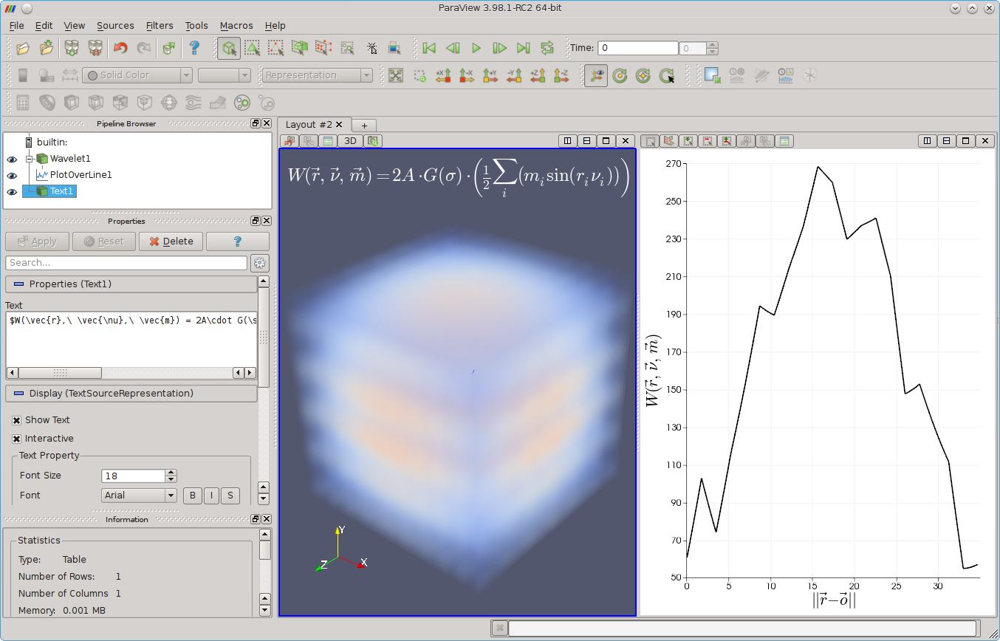 ParaView 3.98.1-RC2 64-bit
File Edit View Sources Filters Tools Macros Help
Time: 0 0
Solid Color Representation
+X -X +Y -Y +Z -Z
Pipeline Browser
builtin:
Wavelet1
PlotOverLine1
Text1
Properties
Apply Reset Delete ?
Search...
Properties (Text1)
Text
$W(\vec{r},\ \vec{\nu},\ \vec{m}) = 2A\cdot G(\s
Display (TextSourceRepresentation)
Show Text
Interactive
Text Property
Font Size 18
Font Arial B I S
Information
Statistics
Type: Table
Number of Rows: 1
Number of Columns 1
Memory: 0.001 MB
Layout #2 +
3D
W(r⃗, ν⃗, m⃗) = 2A·G(σ)·(½∑ᵢ(mᵢsin(rᵢνᵢ)))
Y
Z X
W(r⃗, ν⃗, m⃗)
270
250
230
210
190
170
150
130
110
90
70
50
0 5 10 15 20 25 30
||r⃗−o⃗||